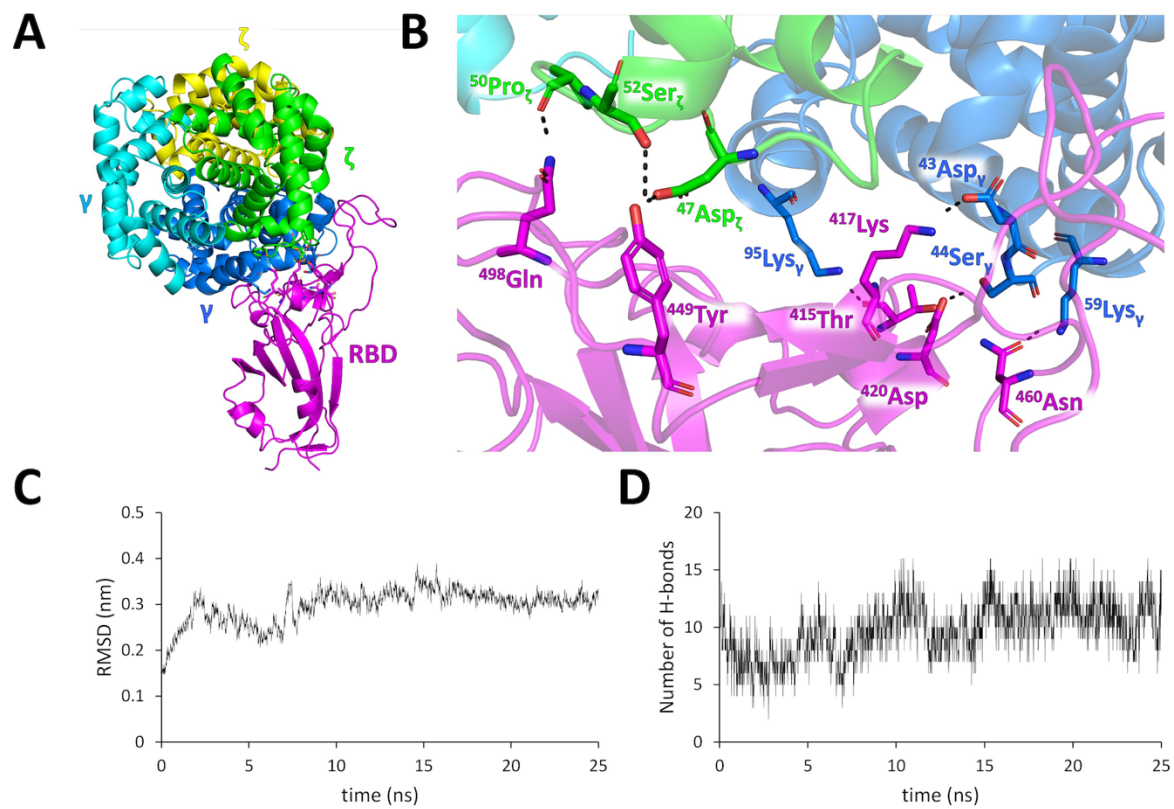 A
ζ
ζ
γ
γ
RBD
B
⁵⁰Proζ
⁵²Serζ
⁴⁷Aspζ
⁹⁵Lysγ
⁴³Aspγ
⁴¹⁷Lys
⁴⁴Serγ
⁵⁹Lysγ
⁴⁹⁸Gln
⁴⁴⁹Tyr
⁴¹⁵Thr
⁴²⁰Asp
⁴⁶⁰Asn
C
RMSD (nm)
0.5
0.4
0.3
0.2
0.1
0
0 5 10 15 20 25
time (ns)
D
Number of H-bonds
20
15
10
5
0
0 5 10 15 20 25
time (ns)